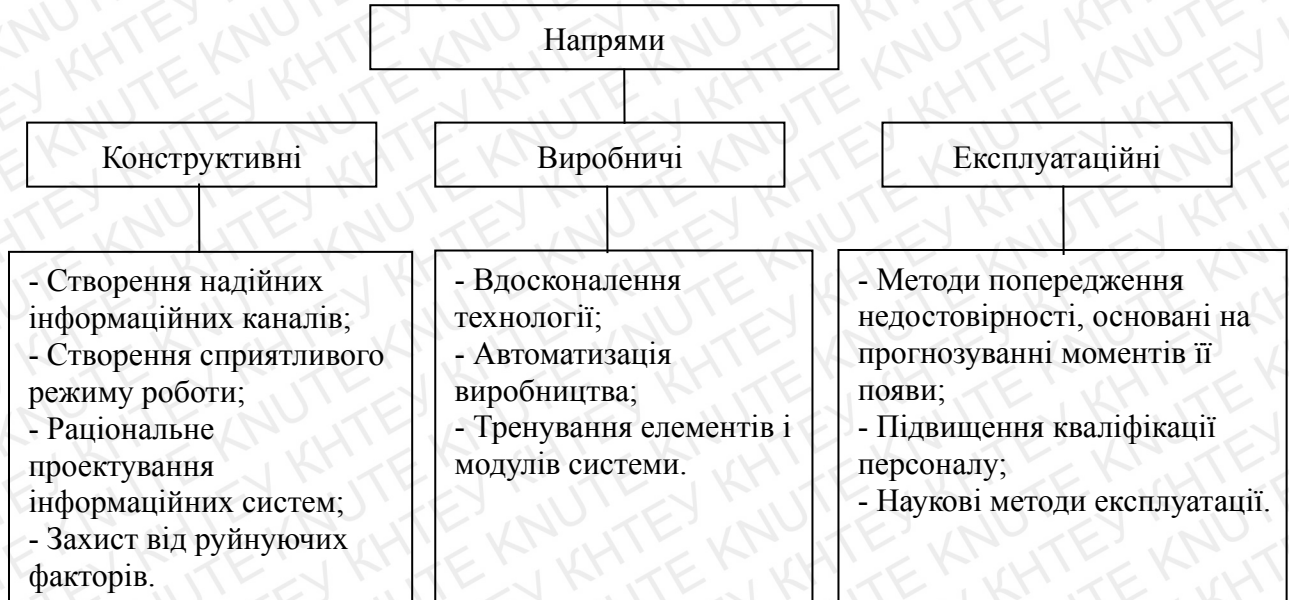 Напрями
Конструктивні
Виробничі
Експлуатаційні
- Створення надійних
інформаційних каналів;
- Створення сприятливого
режиму роботи;
- Раціональне
проектування
інформаційних систем;
- Захист від руйнуючих
факторів.
- Вдосконалення
технології;
- Автоматизація
виробництва;
- Тренування елементів і
модулів системи.
- Методи попередження
недостовірності, основані на
прогнозуванні моментів її
появи;
- Підвищення кваліфікації
персоналу;
- Наукові методи експлуатації.